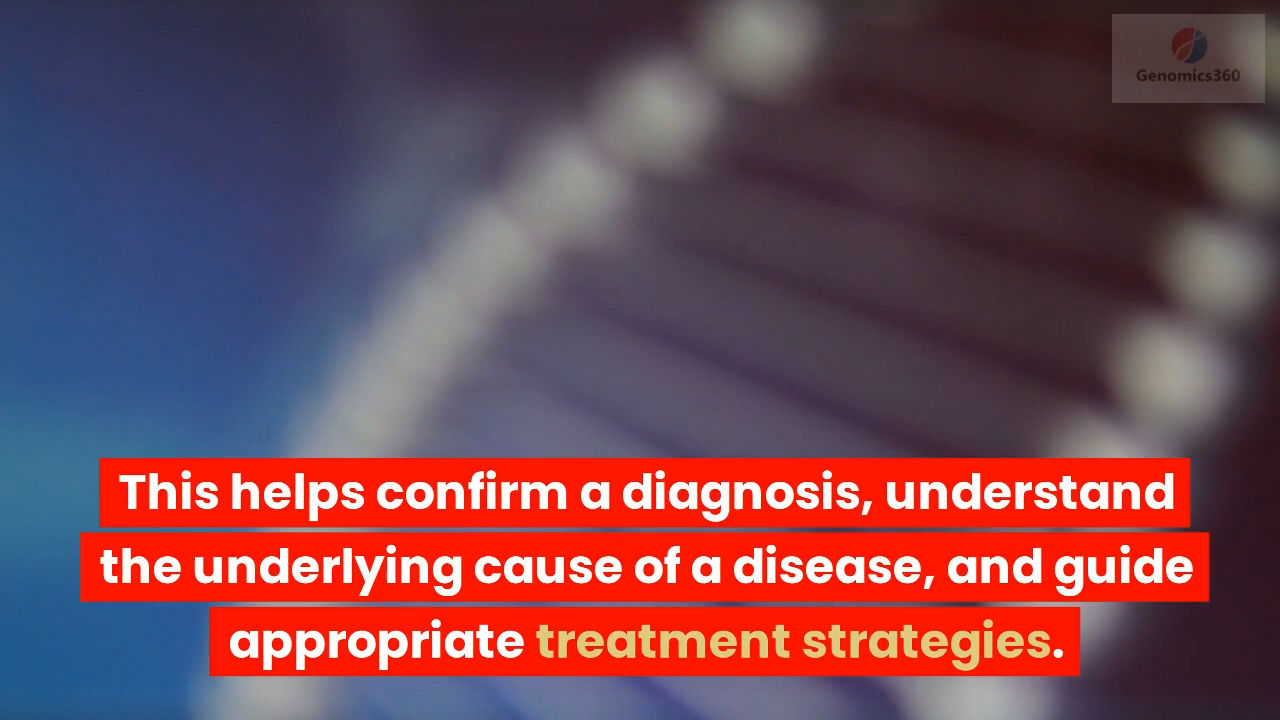 Genomics360
This helps confirm a diagnosis, understand
the underlying cause of a disease, and guide
appropriate treatment strategies.